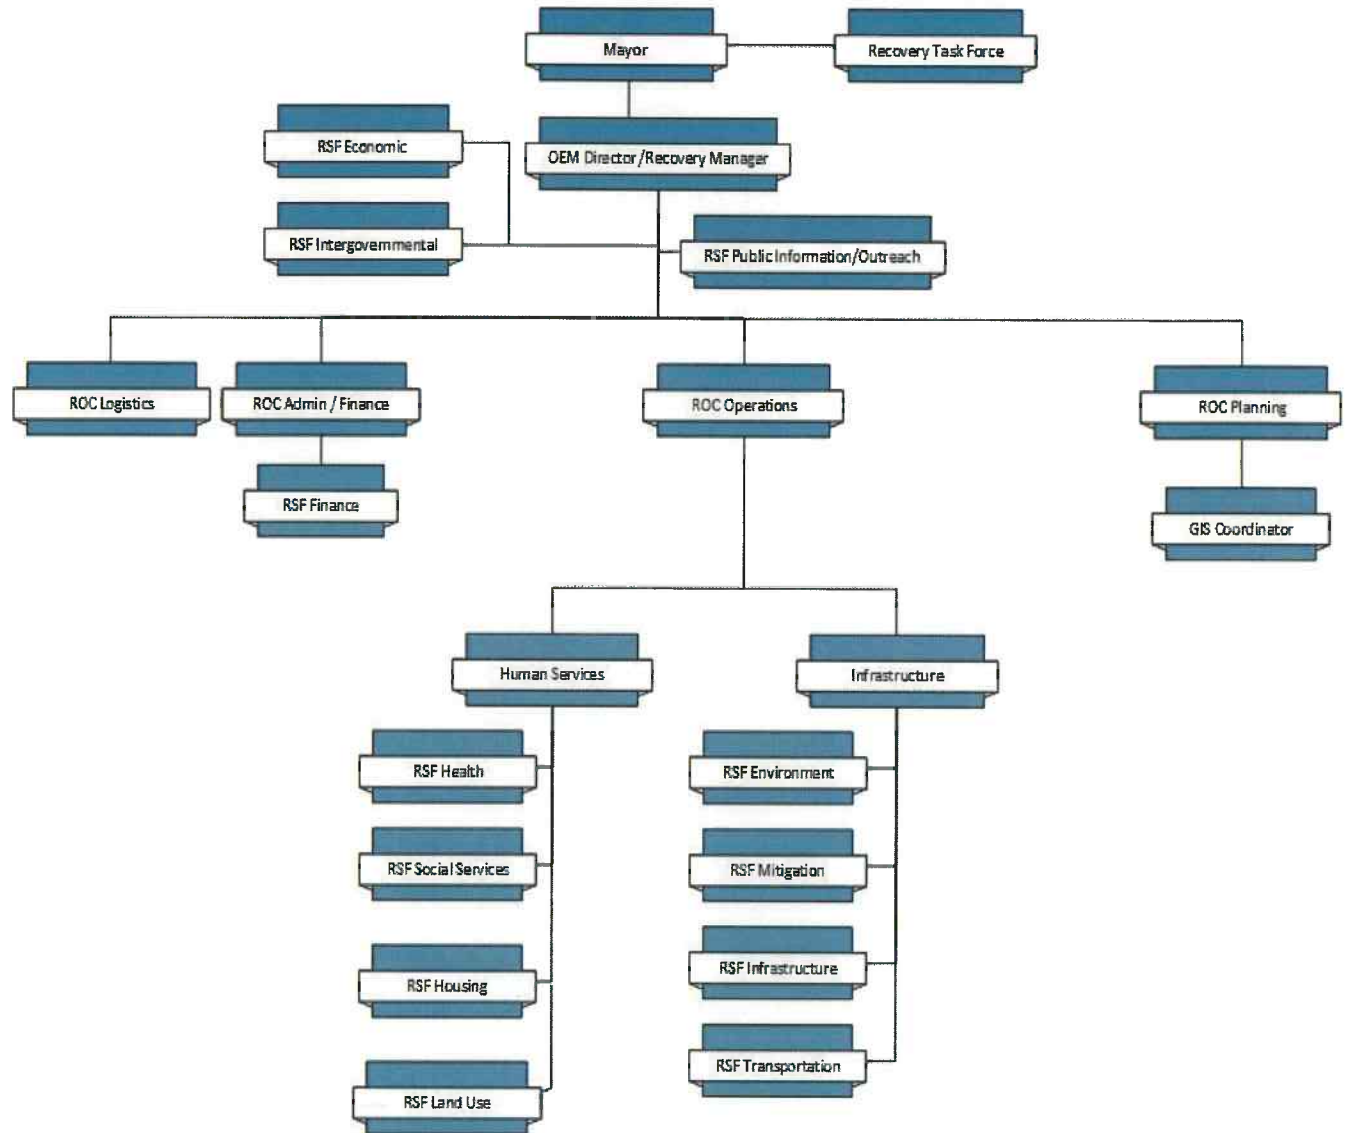 Mayor
Recovery Task Force
RSF Economic
OEM Director/Recovery Manager
RSF Intergovernmental
RSF Public Information/Outreach
ROC Logistics
ROC Admin / Finance
ROC Operations
ROC Planning
RSF Finance
GIS Coordinator
Human Services
Infrastructure
RSF Health
RSF Environment
RSF Social Services
RSF Mitigation
RSF Housing
RSF Infrastructure
RSF Land Use
RSF Transportation